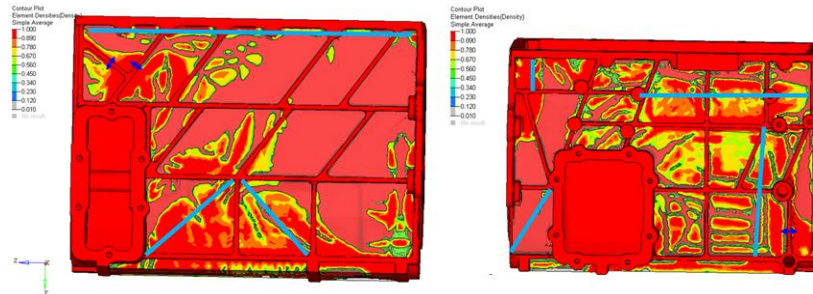 Contour Plot
Element Densities(Density)
Simple Average
1.000
0.890
0.780
0.670
0.560
0.450
0.340
0.230
0.120
0.010
No result
Z
X
Y
Contour Plot
Element Densities(Density)
Simple Average
1.000
0.890
0.780
0.670
0.560
0.450
0.340
0.230
0.120
0.010
No result